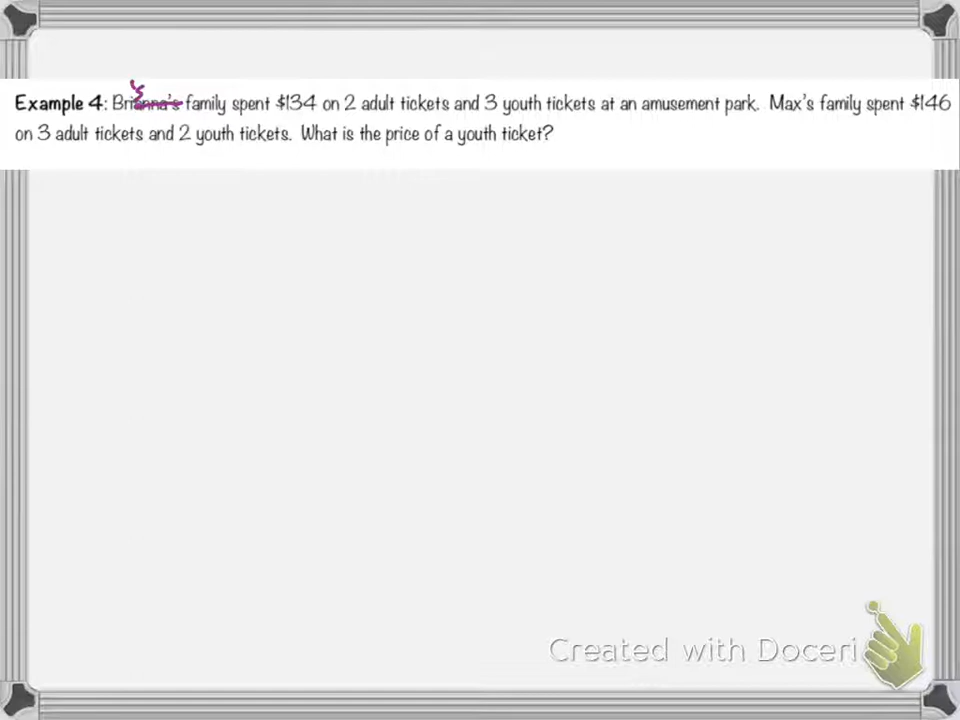 Example 4: Brianna's family spent $134 on 2 adult tickets and 3 youth tickets at an amusement park. Max's family spent $146
on 3 adult tickets and 2 youth tickets. What is the price of a youth ticket?
Created with Doceri